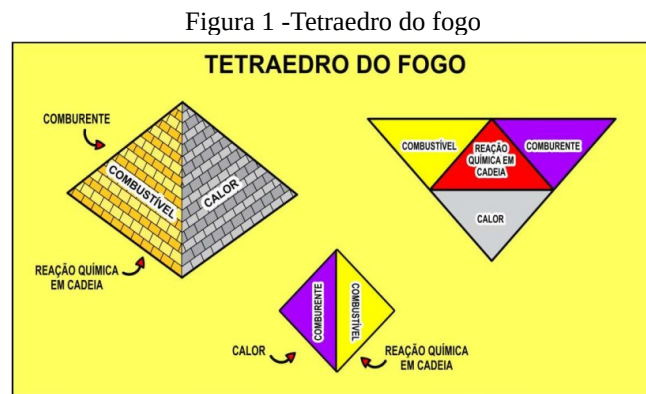 Figura 1 -Tetraedro do fogo
TETRAEDRO DO FOGO
COMBURENTE
COMBUSTÍVEL
CALOR
REAÇÃO QUÍMICA
EM CADEIA
COMBUSTÍVEL
REAÇÃO
QUÍMICA EM
CADEIA
COMBURENTE
CALOR
COMBURENTE
COMBUSTÍVEL
CALOR
REAÇÃO QUÍMICA
EM CADEIA